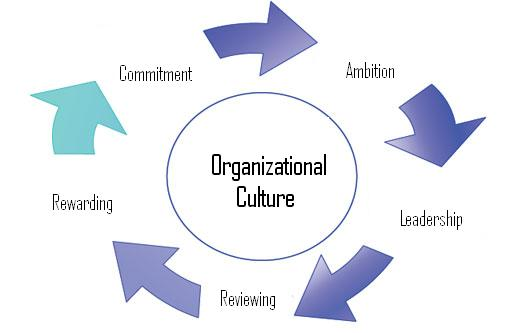 Commitment
Ambition
Organizational
Culture
Rewarding
Leadership
Reviewing